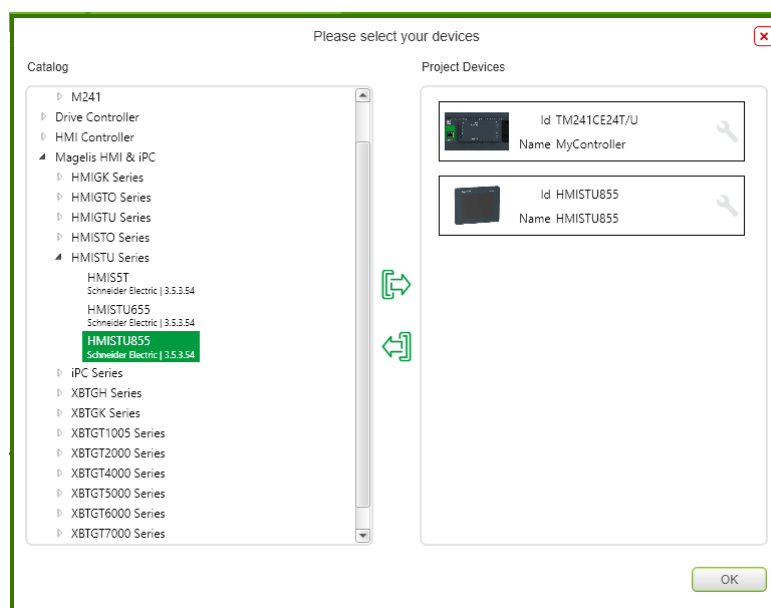 Please select your devices
Catalog
Project Devices
M241
Drive Controller
HMI Controller
Magelis HMI & iPC
HMIGK Series
HMIGTO Series
HMIGTU Series
HMISTO Series
HMISTU Series
HMIS5T
Schneider Electric | 3.5.3.54
HMISTU655
Schneider Electric | 3.5.3.54
HMISTU855
Schneider Electric | 3.5.3.54
iPC Series
XBTGH Series
XBTGK Series
XBTGT1005 Series
XBTGT2000 Series
XBTGT4000 Series
XBTGT5000 Series
XBTGT6000 Series
XBTGT7000 Series
Id TM241CE24T/U
Name MyController
Id HMISTU855
Name HMISTU855
OK